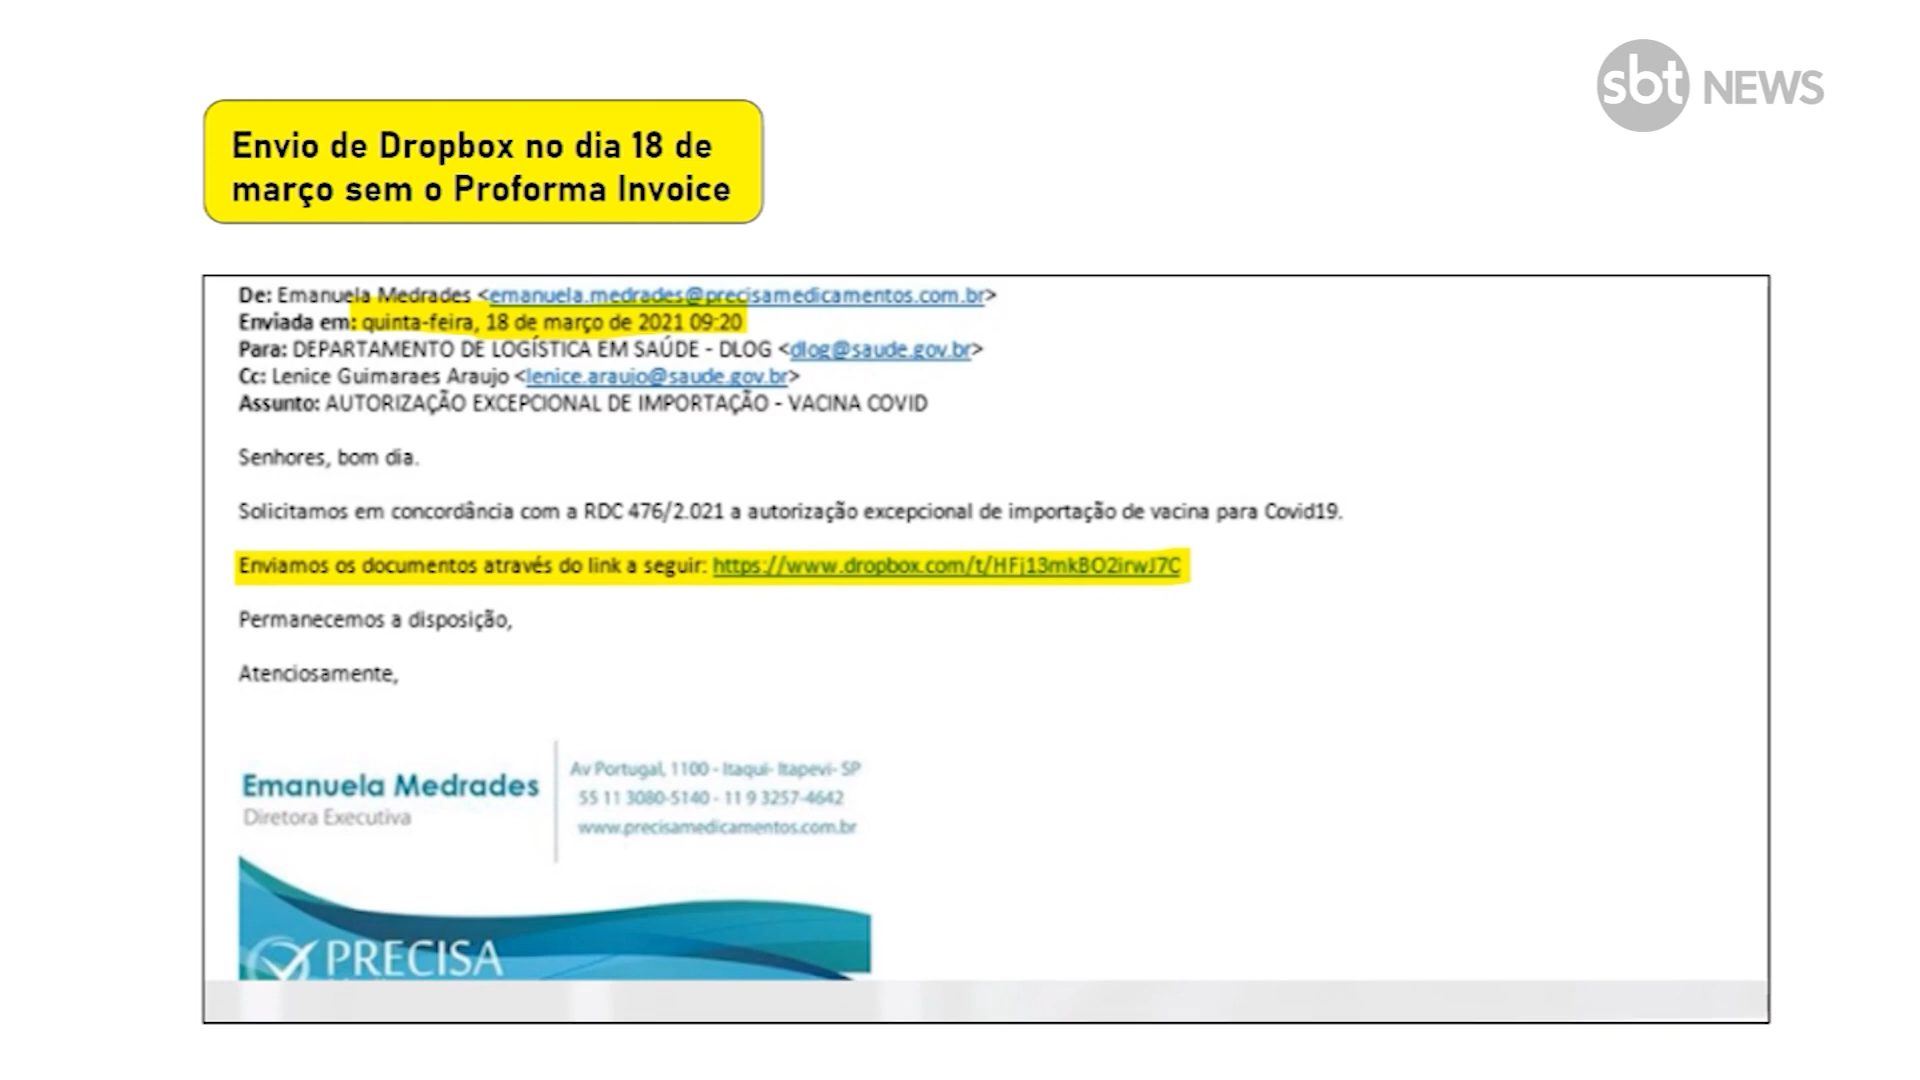 sbt NEWS
Envio de Dropbox no dia 18 de
março sem o Proforma Invoice
De: Emanuela Medrades <emanuela.medrades@precisamedicamentos.com.br>
Enviada em: quinta-feira, 18 de março de 2021 09:20
Para: DEPARTAMENTO DE LOGÍSTICA EM SAÚDE - DLOG <dlog@saude.gov.br>
Cc: Lenice Guimaraes Araujo <lenice.araujo@saude.gov.br>
Assunto: AUTORIZAÇÃO EXCEPCIONAL DE IMPORTAÇÃO - VACINA COVID
Senhores, bom dia.
Solicitamos em concordância com a RDC 476/2.021 a autorização excepcional de importação de vacina para Covid19.
Enviamos os documentos através do link a seguir: https://www.dropbox.com/t/HFj13mkBO2irwJ7C
Permanecemos a disposição,
Atenciosamente,
Emanuela Medrades
Diretora Executiva
Av Portugal, 1100 - Itaqui- Itapevi- SP
55 11 3080-5140 - 11 9 3257-4642
www.precisamedicamentos.com.br
PRECISA